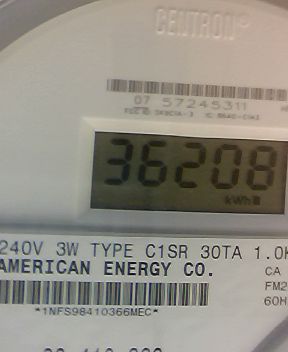 CENTRON®
07 57245311
36208
kWh
240V 3W TYPE C1SR 30TA 1.0K
AMERICAN ENERGY CO.
CA
FM2
60H
*1NFS98410366MEC*